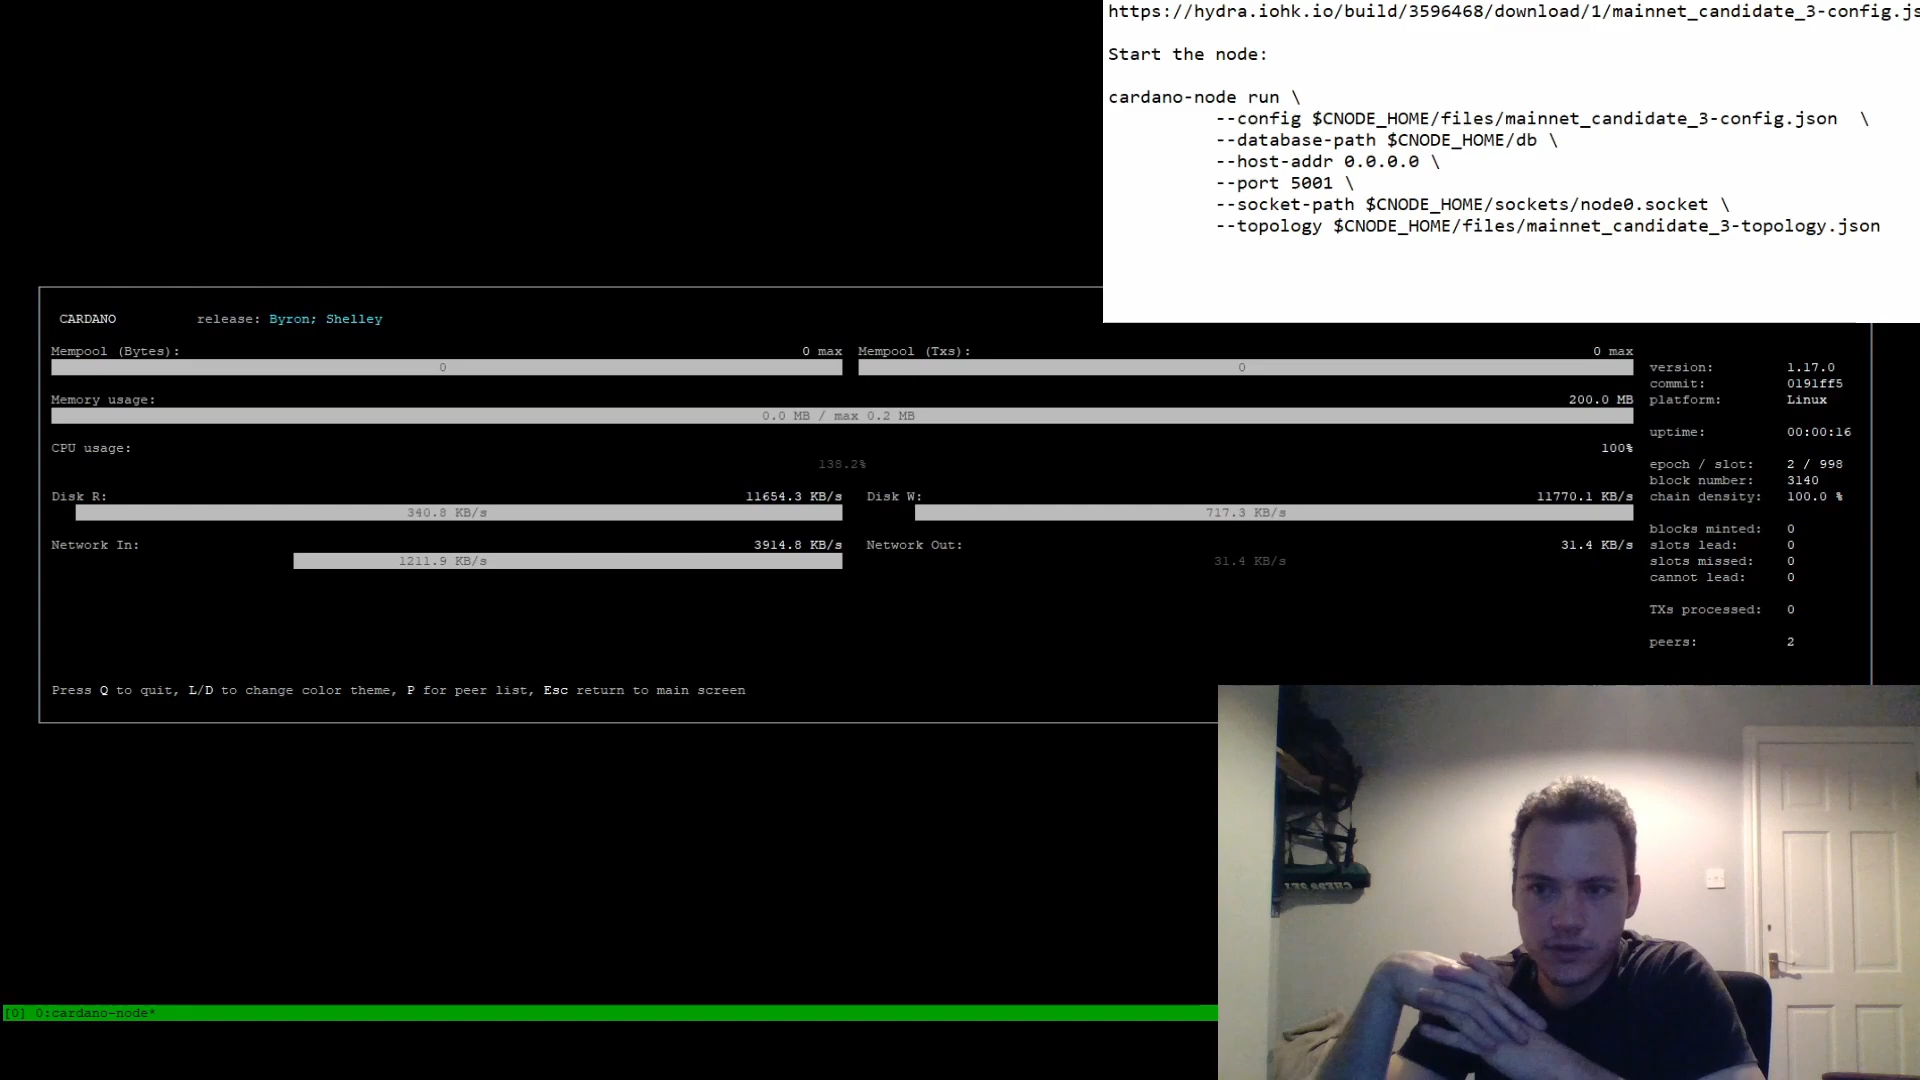 https://hydra.iohk.io/build/3596468/download/1/mainnet_candidate_3-config.js
Start the node:
cardano-node run \
--config $CNODE_HOME/files/mainnet_candidate_3-config.json \
--database-path $CNODE_HOME/db \
--host-addr 0.0.0.0 \
--port 5001 \
--socket-path $CNODE_HOME/sockets/node0.socket \
--topology $CNODE_HOME/files/mainnet_candidate_3-topology.json
CARDANO release: Byron; Shelley
Mempool (Bytes): 0 max Mempool (Txs): 0 max
0 0 version: 1.17.0
commit: 0191ff5
Memory usage: 200.0 MB platform: Linux
0.0 MB / max 0.2 MB
uptime: 00:00:16
CPU usage: 100%
138.2% epoch / slot: 2 / 998
block number: 3140
Disk R: 11654.3 KB/s Disk W: 11770.1 KB/s chain density: 100.0 %
340.8 KB/s 717.3 KB/s
blocks minted: 0
Network In: 3914.8 KB/s Network Out: 31.4 KB/s slots lead: 0
1211.9 KB/s 31.4 KB/s slots missed: 0
cannot lead: 0
TXs processed: 0
peers: 2
Press Q to quit, L/D to change color theme, P for peer list, Esc return to main screen
[0] 0:cardano-node*